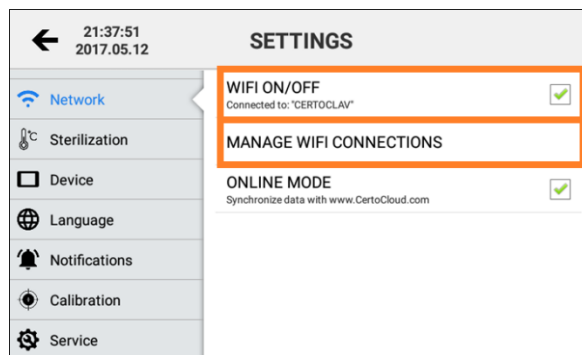 21:37:51
2017.05.12
SETTINGS
Network
°C
Sterilization
Device
Language
Notifications
Calibration
Service
WIFI ON/OFF
Connected to: "CERTOCLAV"
MANAGE WIFI CONNECTIONS
ONLINE MODE
Synchronize data with www.CertoCloud.com